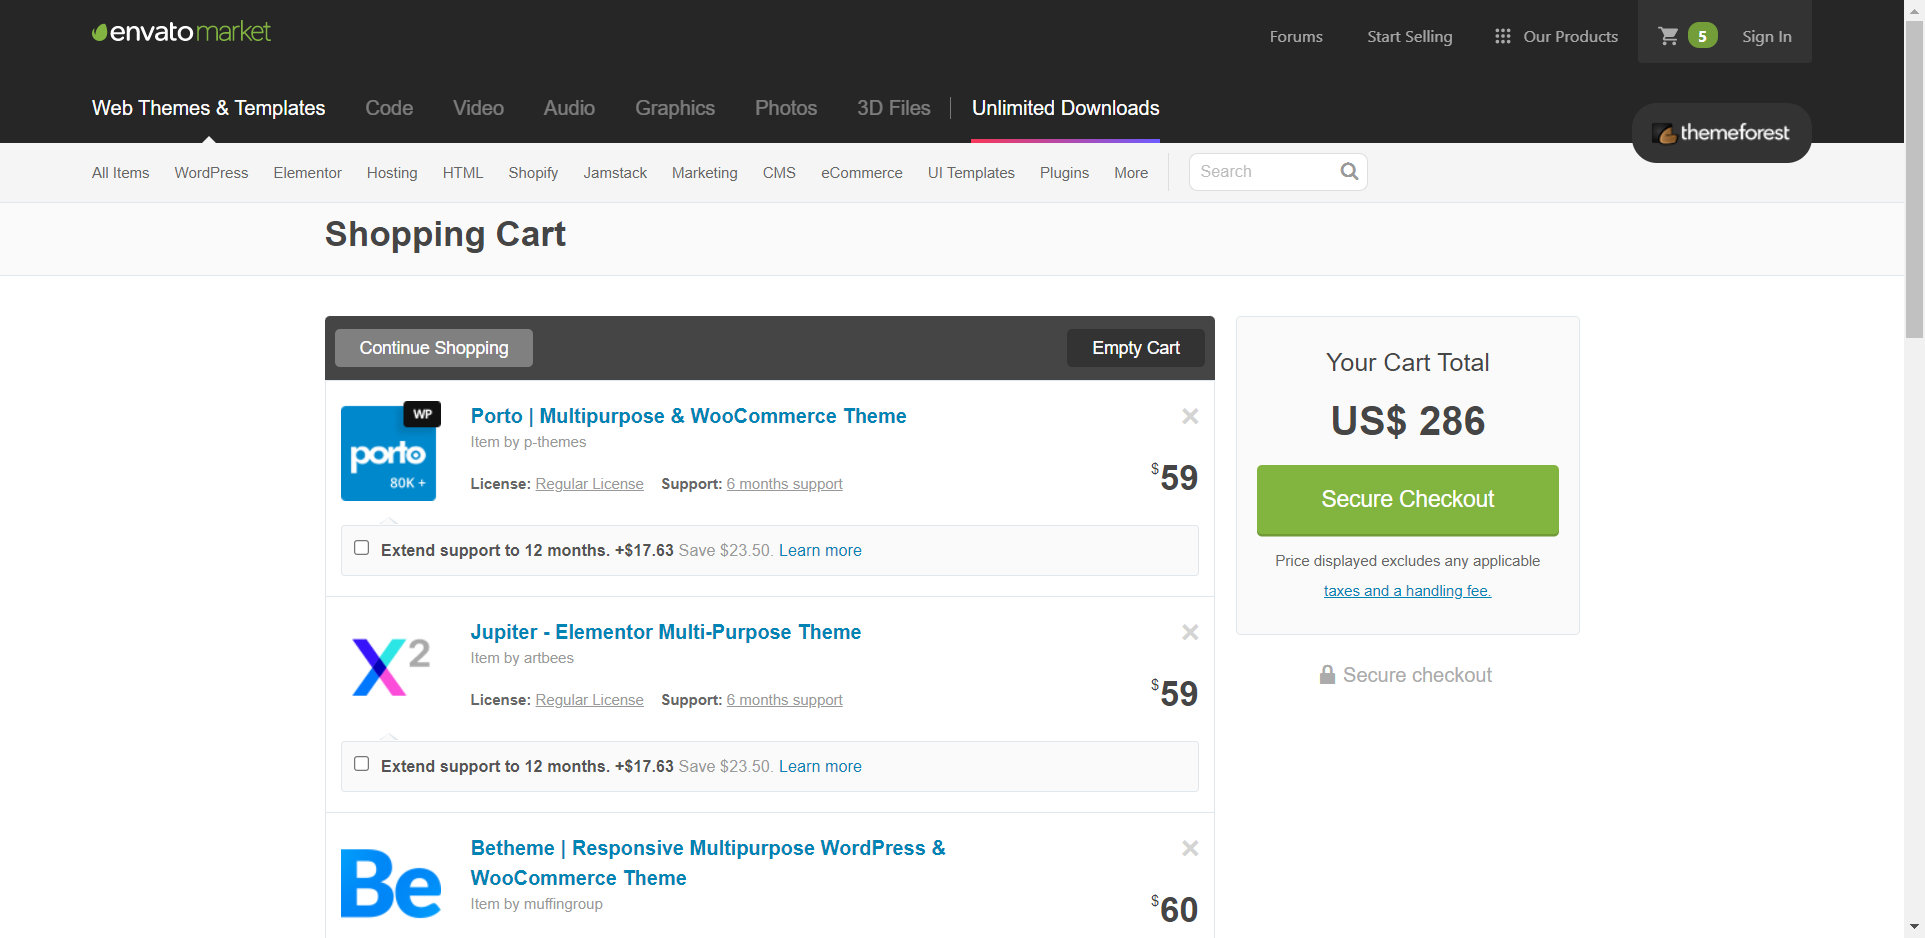 envatomarket
Forums Start Selling Our Products 5 Sign In
Web Themes & Templates Code Video Audio Graphics Photos 3D Files Unlimited Downloads
themeforest
All Items WordPress Elementor Hosting HTML Shopify Jamstack Marketing CMS eCommerce UI Templates Plugins More Search
Shopping Cart
Continue Shopping Empty Cart
WP
porto
80K +
Porto | Multipurpose & WooCommerce Theme
Item by p-themes
License: Regular License Support: 6 months support
$59
Extend support to 12 months. +$17.63 Save $23.50. Learn more
X2
Jupiter - Elementor Multi-Purpose Theme
Item by artbees
License: Regular License Support: 6 months support
$59
Extend support to 12 months. +$17.63 Save $23.50. Learn more
Be
Betheme | Responsive Multipurpose WordPress &
WooCommerce Theme
Item by muffingroup
$60
Your Cart Total
US$ 286
Secure Checkout
Price displayed excludes any applicable
taxes and a handling fee.
Secure checkout